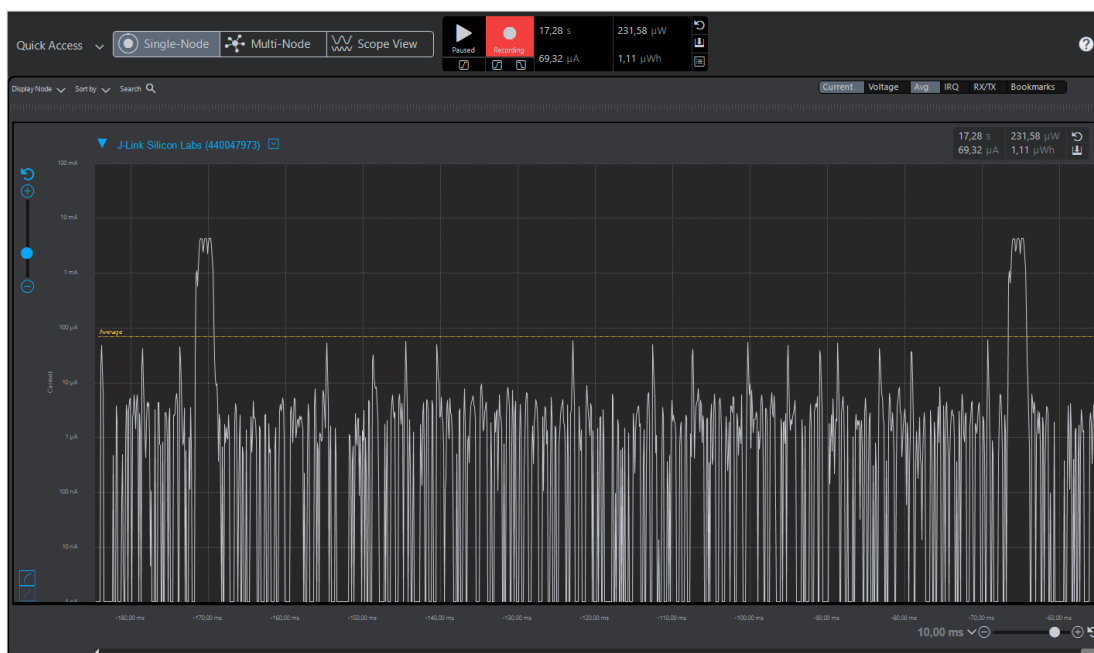 Quick Access Single-Node Multi-Node Scope View
Paused Recording
17,28 s 231,58 µW
69,32 µA 1,11 µWh
Display Node Sort by Search
Current Voltage Avg IRQ RX/TX Bookmarks
J-Link Silicon Labs (440047973)
17,28 s 231,58 µW
69,32 µA 1,11 µWh
100 mA
10 mA
1 mA
100 µA
Average
10 µA
Current
1 µA
100 nA
10 nA
-180,00 ms -170,00 ms -160,00 ms -150,00 ms -140,00 ms -130,00 ms -120,00 ms -110,00 ms -100,00 ms -90,00 ms -80,00 ms -70,00 ms -60,00 ms
10,00 ms